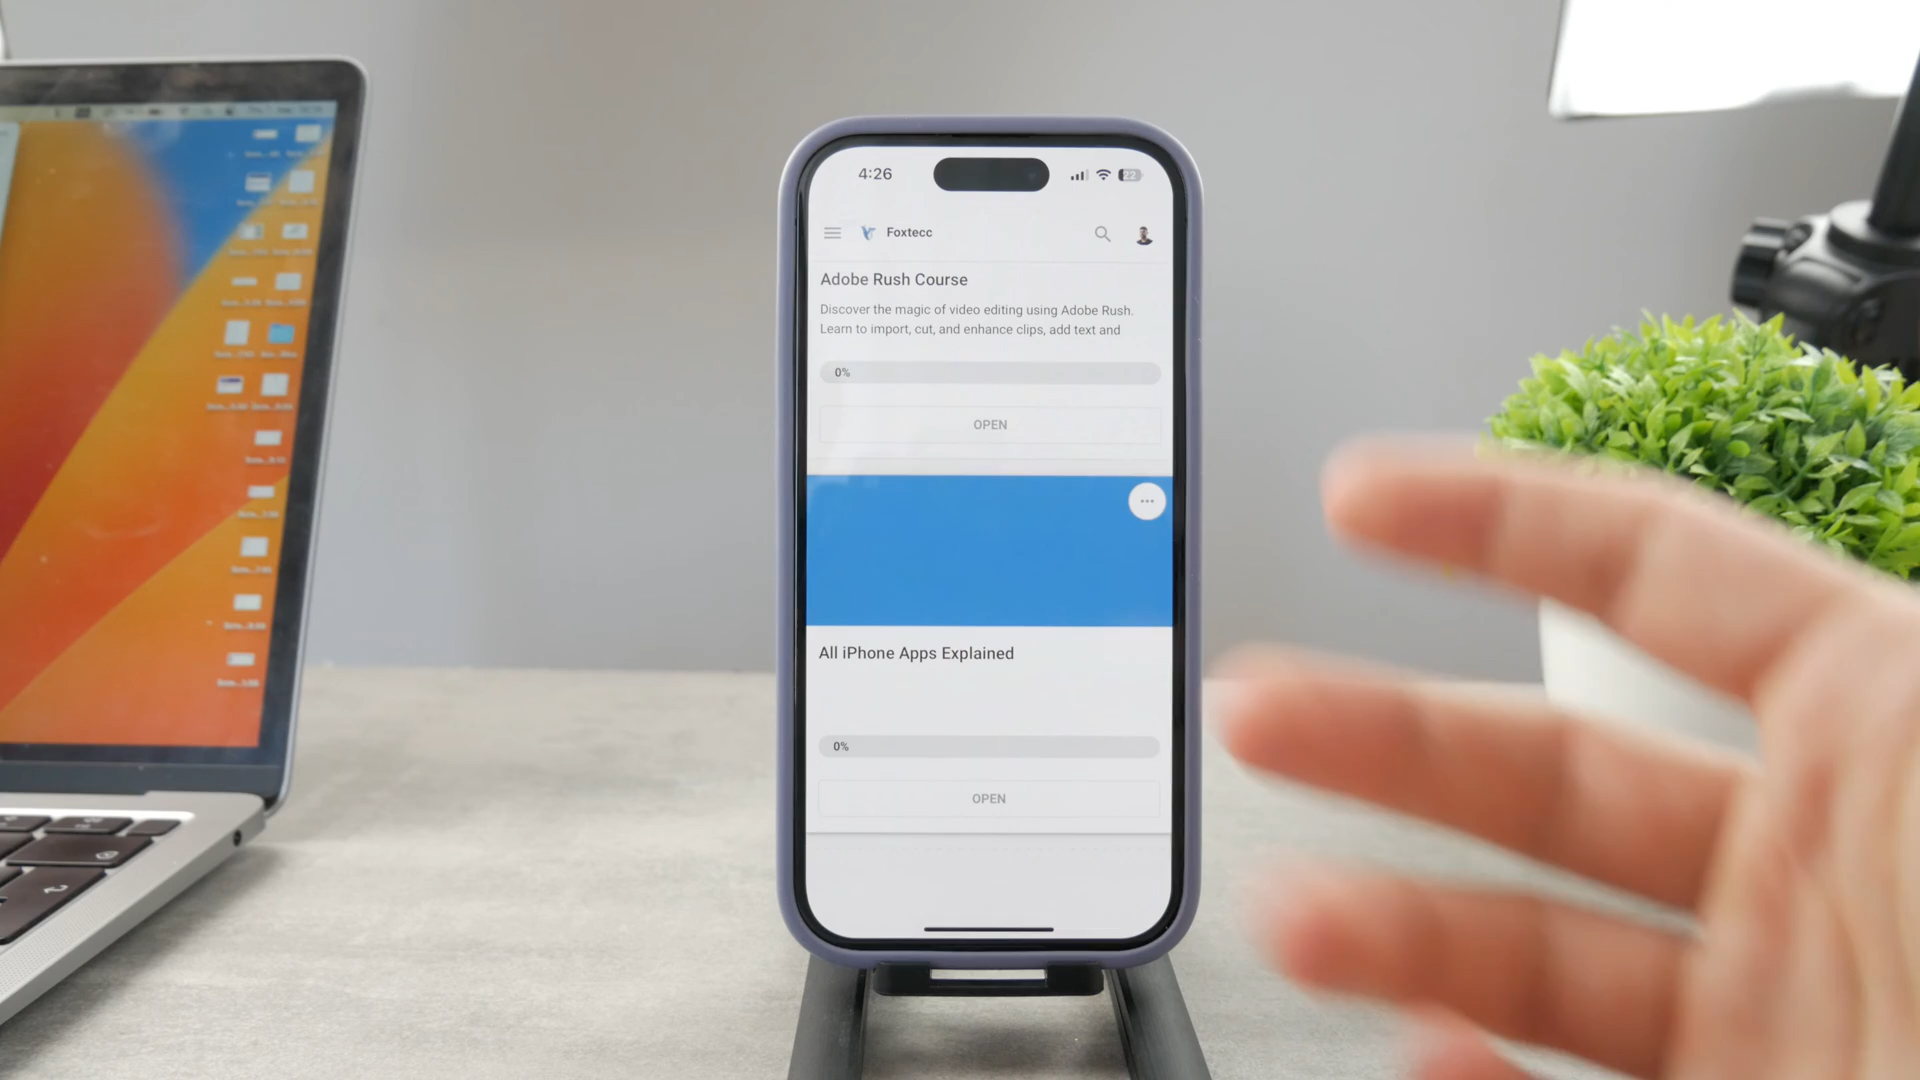 4:26
22
Foxtecc
Adobe Rush Course
Discover the magic of video editing using Adobe Rush.
Learn to import, cut, and enhance clips, add text and
0%
OPEN
All iPhone Apps Explained
0%
OPEN